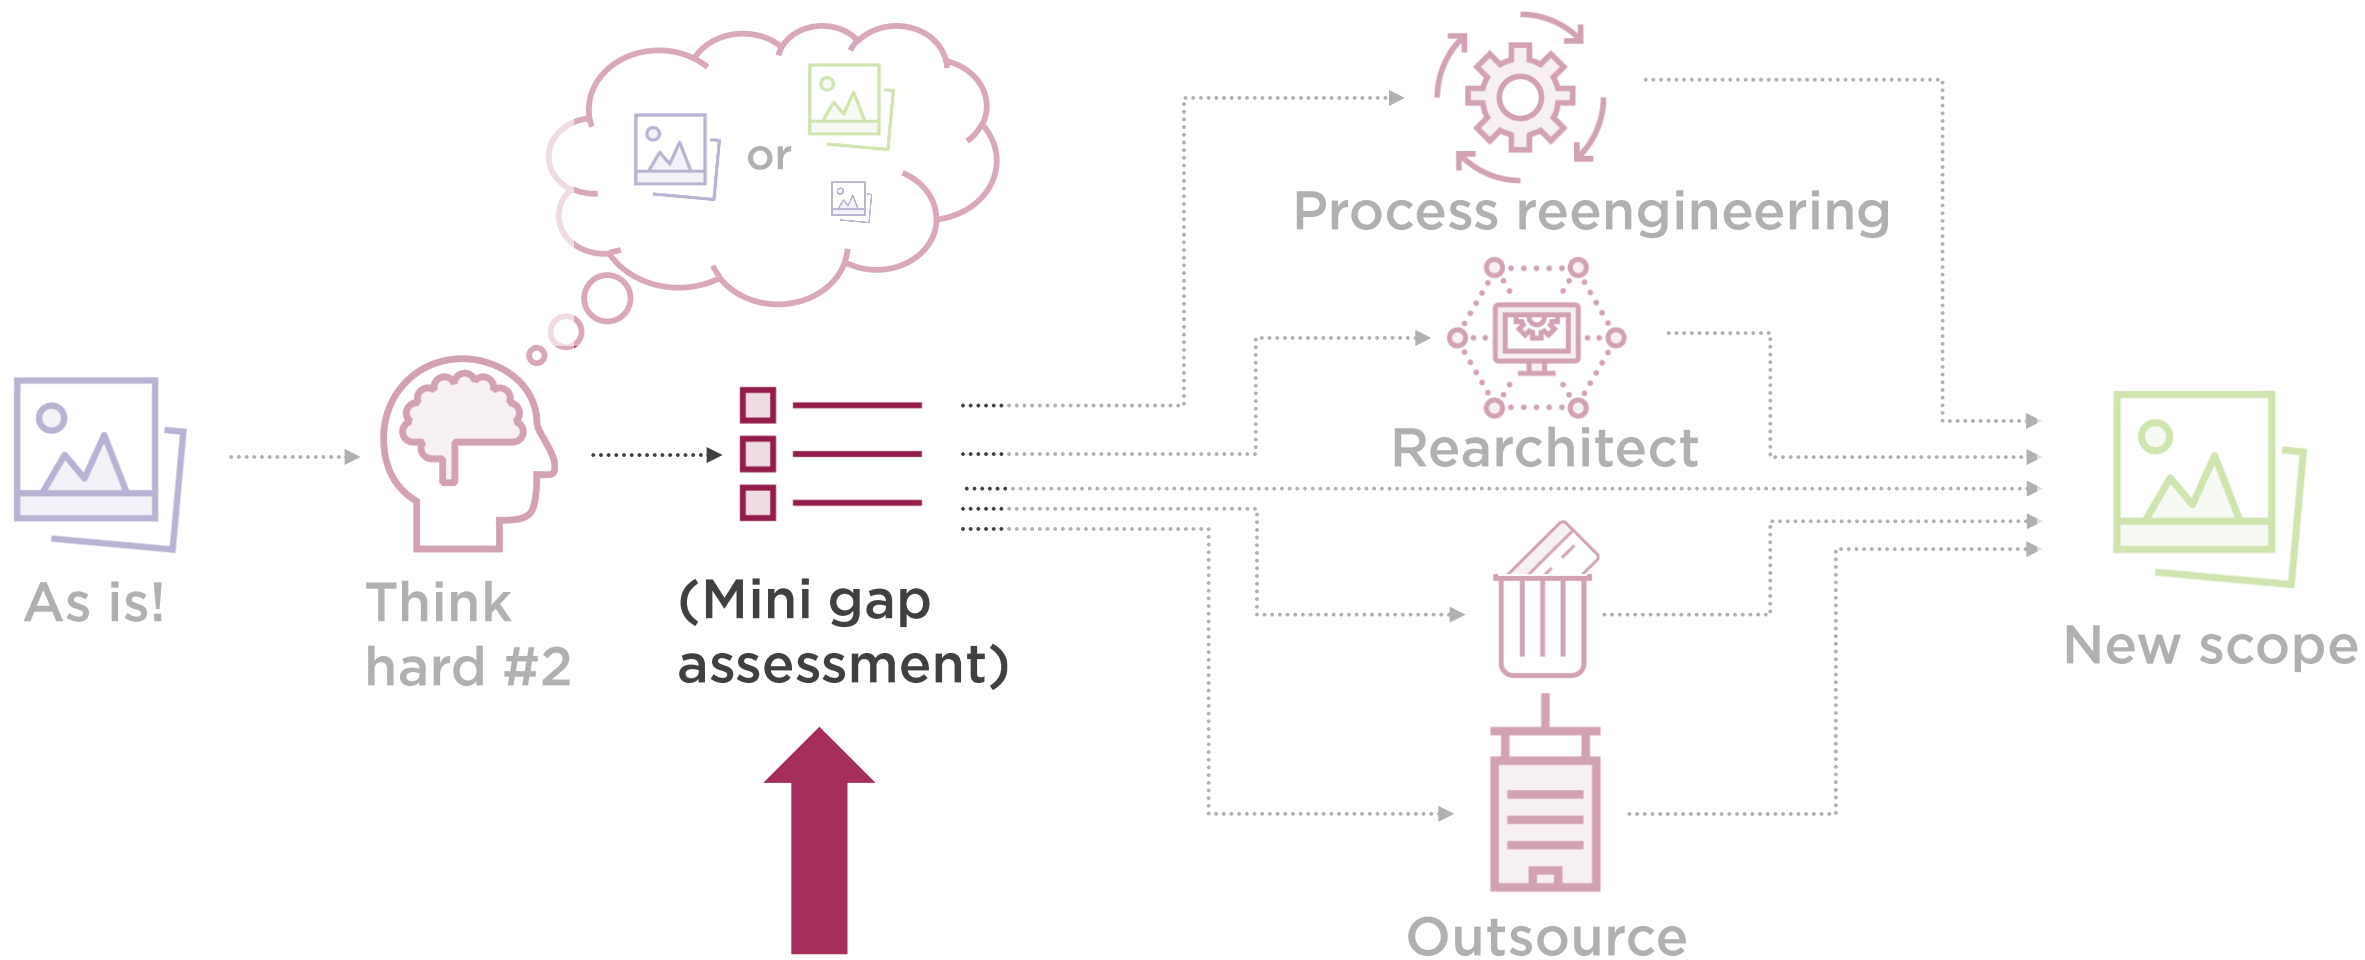 or
Process reengineering
Rearchitect
As is!
Think
hard #2
(Mini gap
assessment)
New scope
Outsource